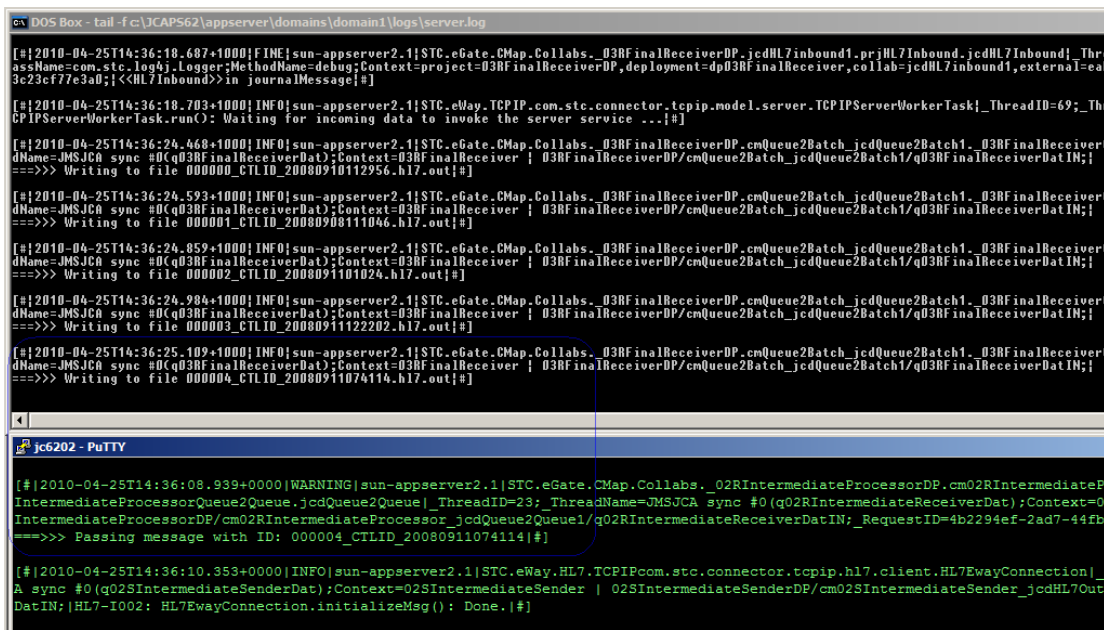 DOS Box - tail -f c:\JCAPS62\appserver\domains\domain1\logs\server.log
[#|2010-04-25T14:36:18.687+1000|FINE|sun-appserver2.1|STC.eGate.CMap.Collabs._03RFinalReceiverDP.jcdHL7inbound1.prjHL7Inbound.jcdHL7Inbound|_Thr
assName=com.stc.log4j.Logger;MethodName=debug;Context=project=03RFinalReceiverDP,deployment=dp03RFinalReceiver,collab=jcdHL7inbound1,external=ea
3c23cf77e3a0;|<<HL7Inbound>>in journalMessage|#]
[#|2010-04-25T14:36:18.703+1000|INFO|sun-appserver2.1|STC.eWay.TCPIP.com.stc.connector.tcpip.model.server.TCPIPServerWorkerTask|_ThreadID=69;_Th
CPIPServerWorkerTask.run(): Waiting for incoming data to invoke the server service ...|#]
[#|2010-04-25T14:36:24.468+1000|INFO|sun-appserver2.1|STC.eGate.CMap.Collabs._03RFinalReceiverDP.cmQueue2Batch_jcdQueue2Batch1._03RFinalReceiver
dName=JMSJCA sync #0(q03RFinalReceiverDat);Context=03RFinalReceiver | 03RFinalReceiverDP/cmQueue2Batch_jcdQueue2Batch1/q03RFinalReceiverDatIN;|
===>>> Writing to file 000000_CTLID_20080910112956.hl7.out|#]
[#|2010-04-25T14:36:24.593+1000|INFO|sun-appserver2.1|STC.eGate.CMap.Collabs._03RFinalReceiverDP.cmQueue2Batch_jcdQueue2Batch1._03RFinalReceiver
dName=JMSJCA sync #0(q03RFinalReceiverDat);Context=03RFinalReceiver | 03RFinalReceiverDP/cmQueue2Batch_jcdQueue2Batch1/q03RFinalReceiverDatIN;|
===>>> Writing to file 000001_CTLID_20080908111046.hl7.out|#]
[#|2010-04-25T14:36:24.859+1000|INFO|sun-appserver2.1|STC.eGate.CMap.Collabs._03RFinalReceiverDP.cmQueue2Batch_jcdQueue2Batch1._03RFinalReceiver
dName=JMSJCA sync #0(q03RFinalReceiverDat);Context=03RFinalReceiver | 03RFinalReceiverDP/cmQueue2Batch_jcdQueue2Batch1/q03RFinalReceiverDatIN;|
===>>> Writing to file 000002_CTLID_2008091101024.hl7.out|#]
[#|2010-04-25T14:36:24.984+1000|INFO|sun-appserver2.1|STC.eGate.CMap.Collabs._03RFinalReceiverDP.cmQueue2Batch_jcdQueue2Batch1._03RFinalReceiver
dName=JMSJCA sync #0(q03RFinalReceiverDat);Context=03RFinalReceiver | 03RFinalReceiverDP/cmQueue2Batch_jcdQueue2Batch1/q03RFinalReceiverDatIN;|
===>>> Writing to file 000003_CTLID_20080911122202.hl7.out|#]
[#|2010-04-25T14:36:25.109+1000|INFO|sun-appserver2.1|STC.eGate.CMap.Collabs._03RFinalReceiverDP.cmQueue2Batch_jcdQueue2Batch1._03RFinalReceiver
dName=JMSJCA sync #0(q03RFinalReceiverDat);Context=03RFinalReceiver | 03RFinalReceiverDP/cmQueue2Batch_jcdQueue2Batch1/q03RFinalReceiverDatIN;|
===>>> Writing to file 000004_CTLID_20080911074114.hl7.out|#]
jc6202 - PuTTY
[#|2010-04-25T14:36:08.939+0000|WARNING|sun-appserver2.1|STC.eGate.CMap.Collabs._02RIntermediateProcessorDP.cm02RIntermediateP
IntermediateProcessorQueue2Queue.jcdQueue2Queue|_ThreadID=23;_ThreadName=JMSJCA sync #0(q02RIntermediateReceiverDat);Context=0
IntermediateProcessorDP/cm02RIntermediateProcessor_jcdQueue2Queue1/q02RIntermediateReceiverDatIN;_RequestID=4b2294ef-2ad7-44fb
===>>> Passing message with ID: 000004_CTLID_20080911074114|#]
[#|2010-04-25T14:36:10.353+0000|INFO|sun-appserver2.1|STC.eWay.HL7.TCPIPcom.stc.connector.tcpip.hl7.client.HL7EwayConnection|_
A sync #0(q02SIntermediateSenderDat);Context=02SIntermediateSender | 02SIntermediateSenderDP/cm02SIntermediateSender_jcdHL7Out
DatIN;|HL7-I002: HL7EwayConnection.initializeMsg(): Done.|#]